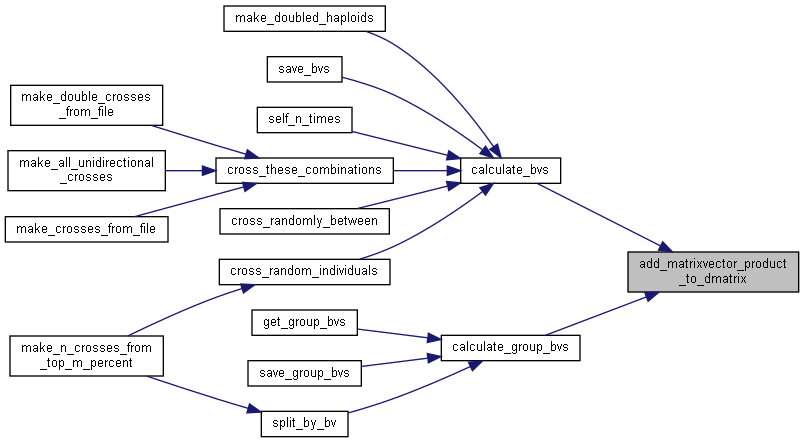 make_doubled_haploids
save_bvs
make_double_crosses
_from_file
self_n_times
make_all_unidirectional
_crosses
cross_these_combinations
calculate_bvs
make_crosses_from_file
cross_randomly_between
cross_random_individuals
add_matrixvector_product
_to_dmatrix
get_group_bvs
make_n_crosses_from
_top_m_percent
calculate_group_bvs
save_group_bvs
split_by_bv